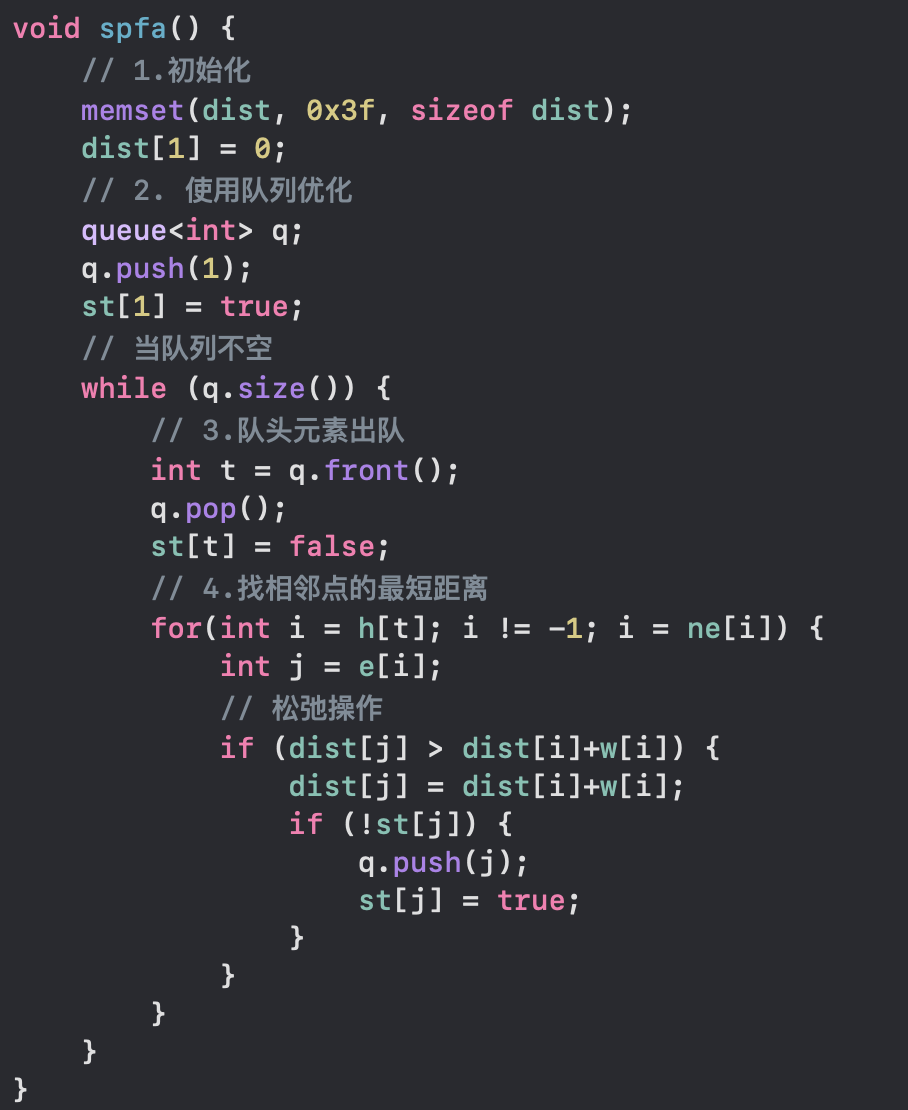 void spfa() {
    // 1.初始化
    memset(dist, 0x3f, sizeof dist);
    dist[1] = 0;
    // 2. 使用队列优化
    queue<int> q;
    q.push(1);
    st[1] = true;
    // 当队列不空
    while (q.size()) {
        // 3.队头元素出队
        int t = q.front();
        q.pop();
        st[t] = false;
        // 4.找相邻点的最短距离
        for(int i = h[t]; i != -1; i = ne[i]) {
            int j = e[i];
            // 松弛操作
            if (dist[j] > dist[i]+w[i]) {
                dist[j] = dist[i]+w[i];
                if (!st[j]) {
                    q.push(j);
                    st[j] = true;
                }
            }
        }
    }
}